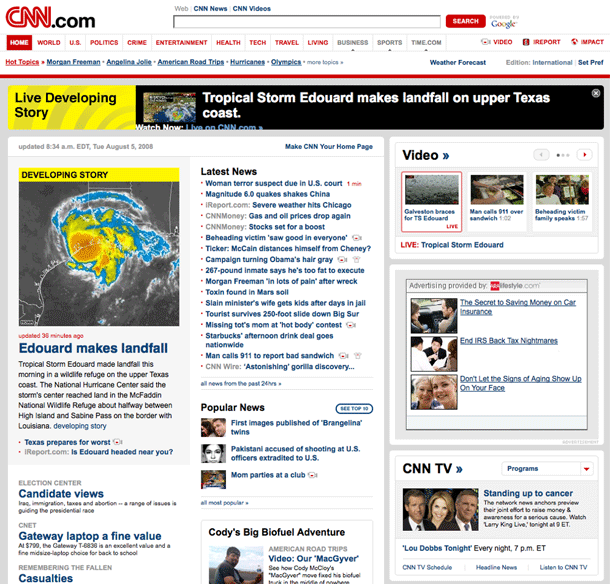 CNN.com
Web | CNN News | CNN Videos
SEARCH
POWERED BY Google
HOME WORLD U.S. POLITICS CRIME ENTERTAINMENT HEALTH TECH TRAVEL LIVING BUSINESS SPORTS TIME.COM VIDEO IREPORT IMPACT
Hot Topics » Morgan Freeman • Angelina Jolie • American Road Trips • Hurricanes • Olympics • more topics »
Weather Forecast
Edition: International | Set Pref
Live Developing
Story
Tropical Storm Edouard makes landfall on upper Texas
coast.
Watch Now: Live on CNN.com »
updated 8:34 a.m. EDT, Tue August 5, 2008
Make CNN Your Home Page
DEVELOPING STORY
updated 36 minutes ago
Edouard makes landfall
Tropical Storm Edouard made landfall this
morning in a wildlife refuge on the upper Texas
coast. The National Hurricane Center said the
storm's center reached land in the McFaddin
National Wildlife Refuge about halfway between
High Island and Sabine Pass on the border with
Louisiana. developing story
• Texas prepares for worst
• iReport.com: Is Edouard headed near you?
ELECTION CENTER
Candidate views
Iraq, immigration, taxes and abortion -- a range of issues is
guiding the presidential race
CNET
Gateway laptop a fine value
At $799, the Gateway T-6836 is an excellent value and a
fine midsize-laptop choice for back to school
REMEMBERING THE FALLEN
Casualties
Latest News
• Woman terror suspect due in U.S. court 1 min
• Magnitude 6.0 quakes shakes China
• iReport.com: Severe weather hits Chicago
• CNNMoney: Gas and oil prices drop again
• CNNMoney: Stocks set for a boost
• Beheading victim 'saw good in everyone'
• Ticker: McCain distances himself from Cheney?
• Campaign turning Obama's hair gray
• 267-pound inmate says he's too fat to execute
• Morgan Freeman 'in lots of pain' after wreck
• Toxin found in Mars soil
• Slain minister's wife gets kids after days in jail
• Tourist survives 250-foot slide down Big Sur
• Missing tot's mom at 'hot body' contest
• Starbucks' afternoon drink deal goes
nationwide
• Man calls 911 to report bad sandwich
• CNN Wire: 'Astonishing' gorilla discovery...
all news from the past 24hrs »
Popular News
SEE TOP 10
First images published of 'Brangelina'
twins
Pakistani accused of shooting at U.S.
officers extradited to U.S.
Mom parties at a club
all most popular »
Cody's Big Biofuel Adventure
AMERICAN ROAD TRIPS
Video: Our 'MacGyver'
See how Cody McCloy's
"MacGyver" move fixed his biofuel
truck in the middle of nowhere
Video »
Galveston braces
for TS Edouard
LIVE
Man calls 911 over
sandwich 1:02
Beheading victim
family speaks 1:57
LIVE: Tropical Storm Edouard
Advertising provided by: ARAlifestyle.com
The Secret to Saving Money on Car
Insurance
End IRS Back Tax Nightmares
Don't Let the Signs of Aging Show Up
On Your Face
ADVERTISEMENT
CNN TV »
Programs
Standing up to cancer
The network news anchors preview
their joint effort to raise money &
awareness for a serious cause. Watch
'Larry King Live,' tonight at 9 ET.
'Lou Dobbs Tonight' Every night, 7 p.m. ET
CNN TV Schedule | Headline News | Listen to CNN TV